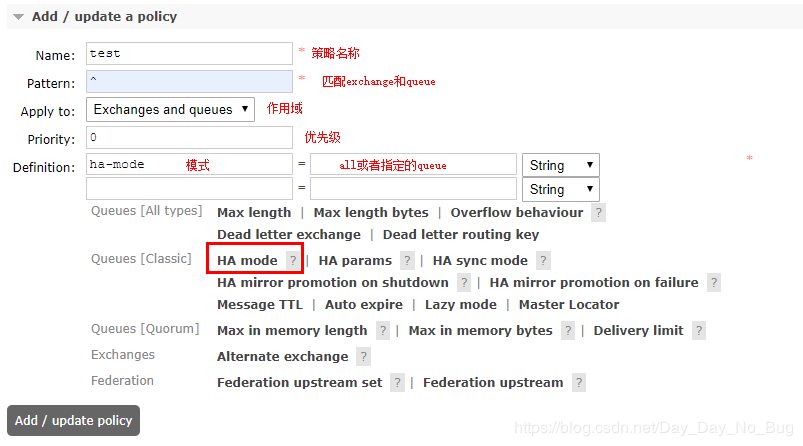 Add / update a policy
Name: test * 策略名称
Pattern: ^ * 匹配exchange和queue
Apply to: Exchanges and queues 作用域
Priority: 0 优先级
Definition: ha-mode 模式 = all或者指定的queue String *
= String
Queues [All types] Max length | Max length bytes | Overflow behaviour ?
Dead letter exchange | Dead letter routing key
Queues [Classic] HA mode ? | HA params ? | HA sync mode ?
HA mirror promotion on shutdown ? | HA mirror promotion on failure ?
Message TTL | Auto expire | Lazy mode | Master Locator
Queues [Quorum] Max in memory length ? | Max in memory bytes ? | Delivery limit ?
Exchanges Alternate exchange ?
Federation Federation upstream set ? | Federation upstream ?
Add / update policy
https://blog.csdn.net/Day_Day_No_Bug